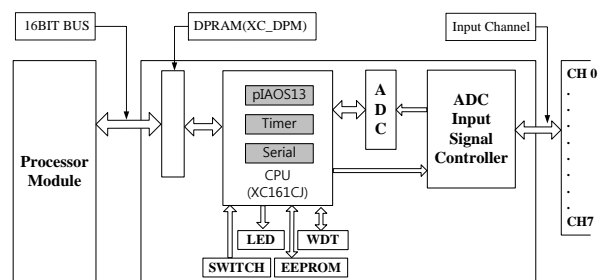 16BIT BUS
DPRAM(XC_DPM)
Input Channel
Processor
Module
pIAOS13
Timer
Serial
CPU
(XC161CJ)
A
D
C
ADC
Input
Signal
Controller
CH 0
.
.
.
.
.
.
.
CH7
LED
WDT
SWITCH
EEPROM